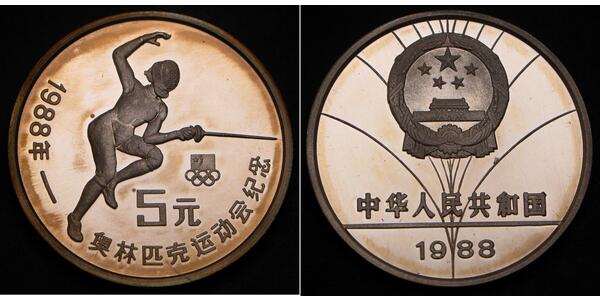 1988年一
5元
奥林匹克运动会纪念
中华人民共和国
1988